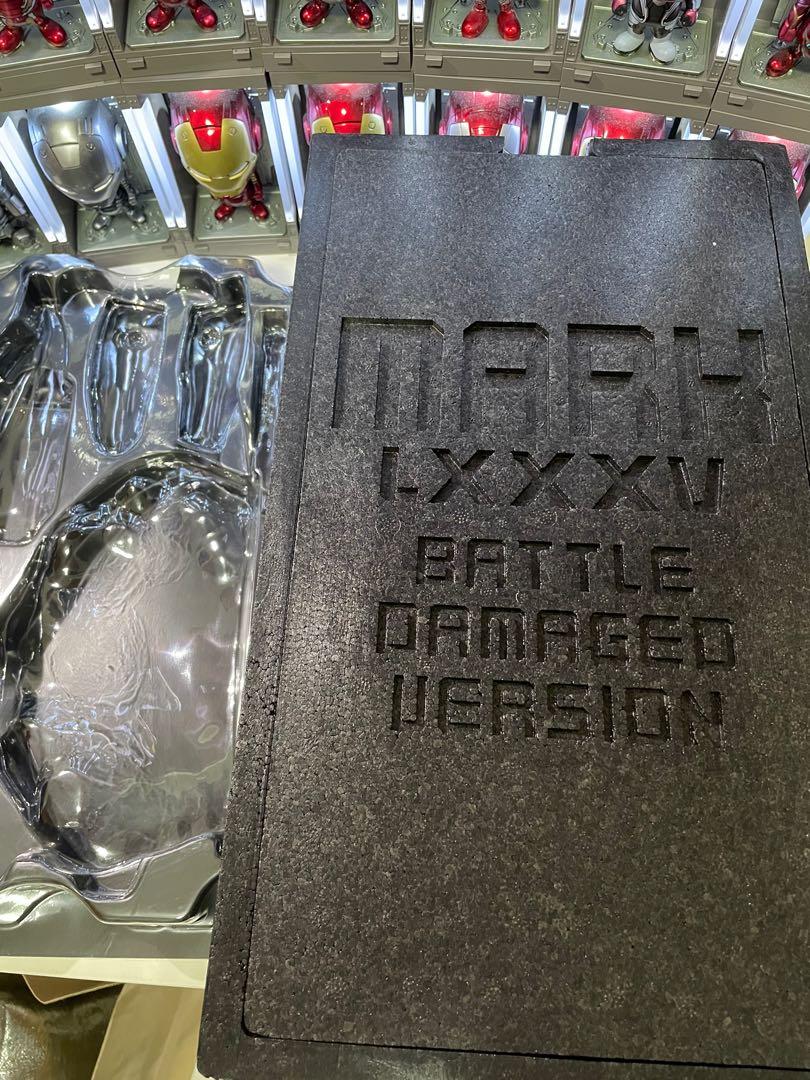 MARK
LXXXV
BATTLE
DAMAGED
VERSION